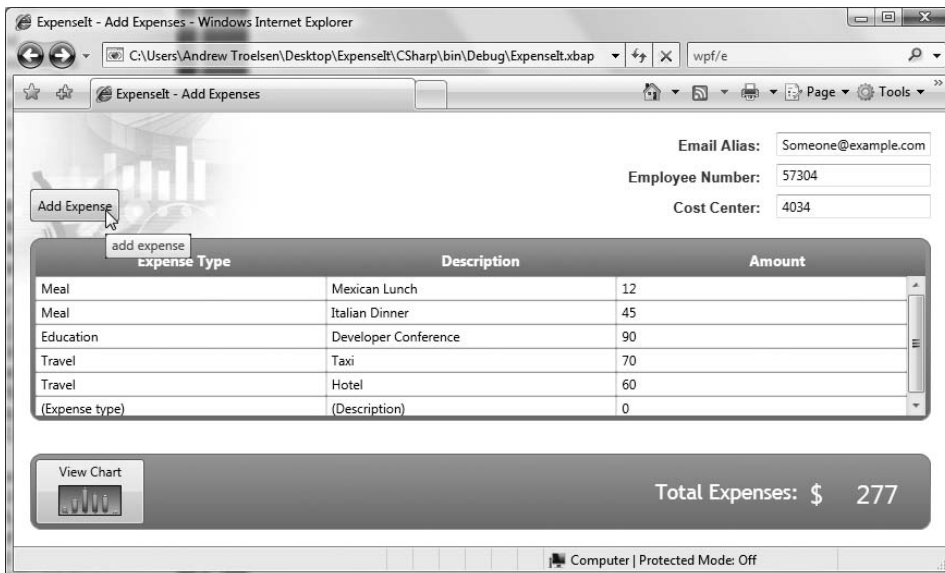 ExpenseIt - Add Expenses - Windows Internet Explorer
C:\Users\Andrew Troelsen\Desktop\ExpenseIt\CSharp\bin\Debug\ExpenseIt.xbap
wpf/e
ExpenseIt - Add Expenses
Page
Tools
Email Alias: Someone@example.com
Employee Number: 57304
Cost Center: 4034
Add Expense
add expense
Expense Type Description Amount
Meal Mexican Lunch 12
Meal Italian Dinner 45
Education Developer Conference 90
Travel Taxi 70
Travel Hotel 60
(Expense type) (Description) 0
View Chart
Total Expenses: $ 277
Computer | Protected Mode: Off